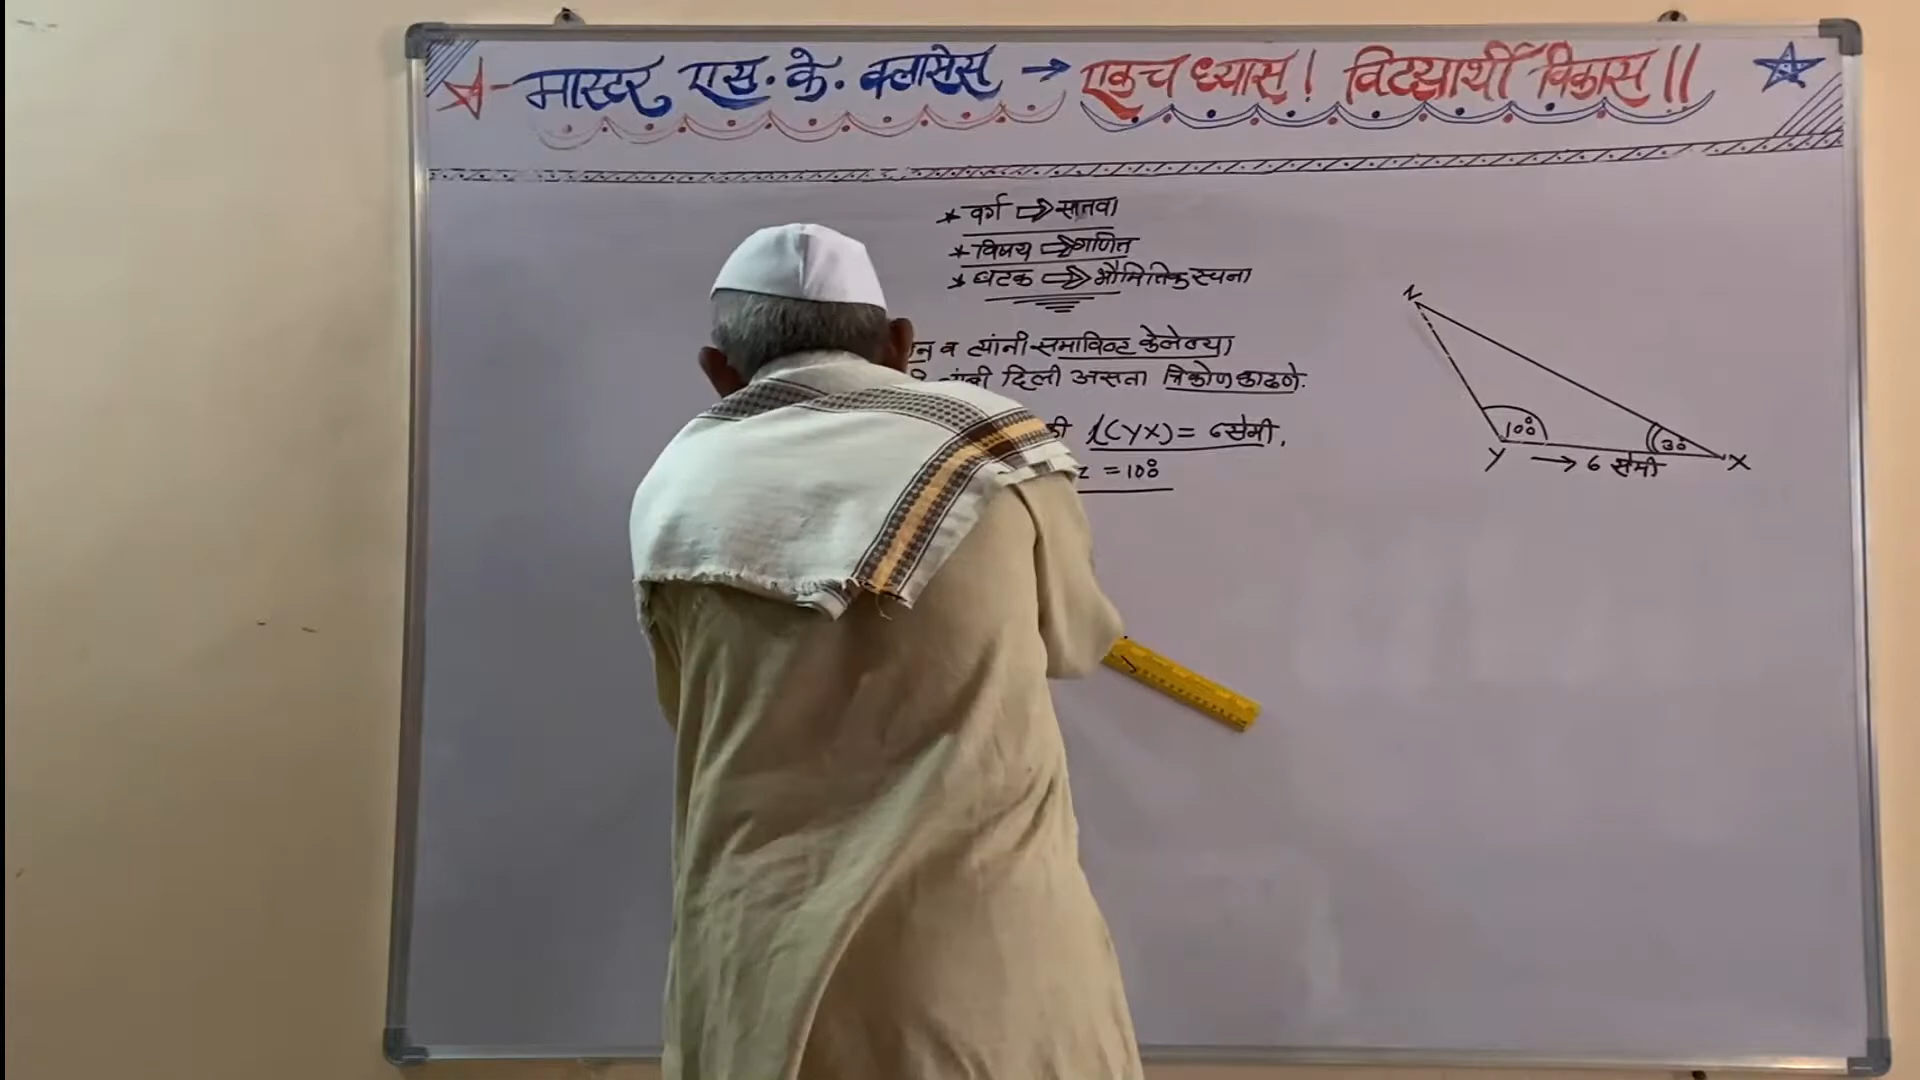 मास्टर एस. के. क्लासेस → एकच ध्यास! विद्यार्थी विकास ||
* वर्ग ⇒ सातवा
* विषय ⇒ गणित
* घटक ⇒ भौमितिक रचना
व त्यांनी समाविष्ट केलेल्या
दिली असता त्रिकोण काढणे.
l(YX) = 6 सेमी.
Z = 100°
Z
100°
30°
Y → 6 सेमी X